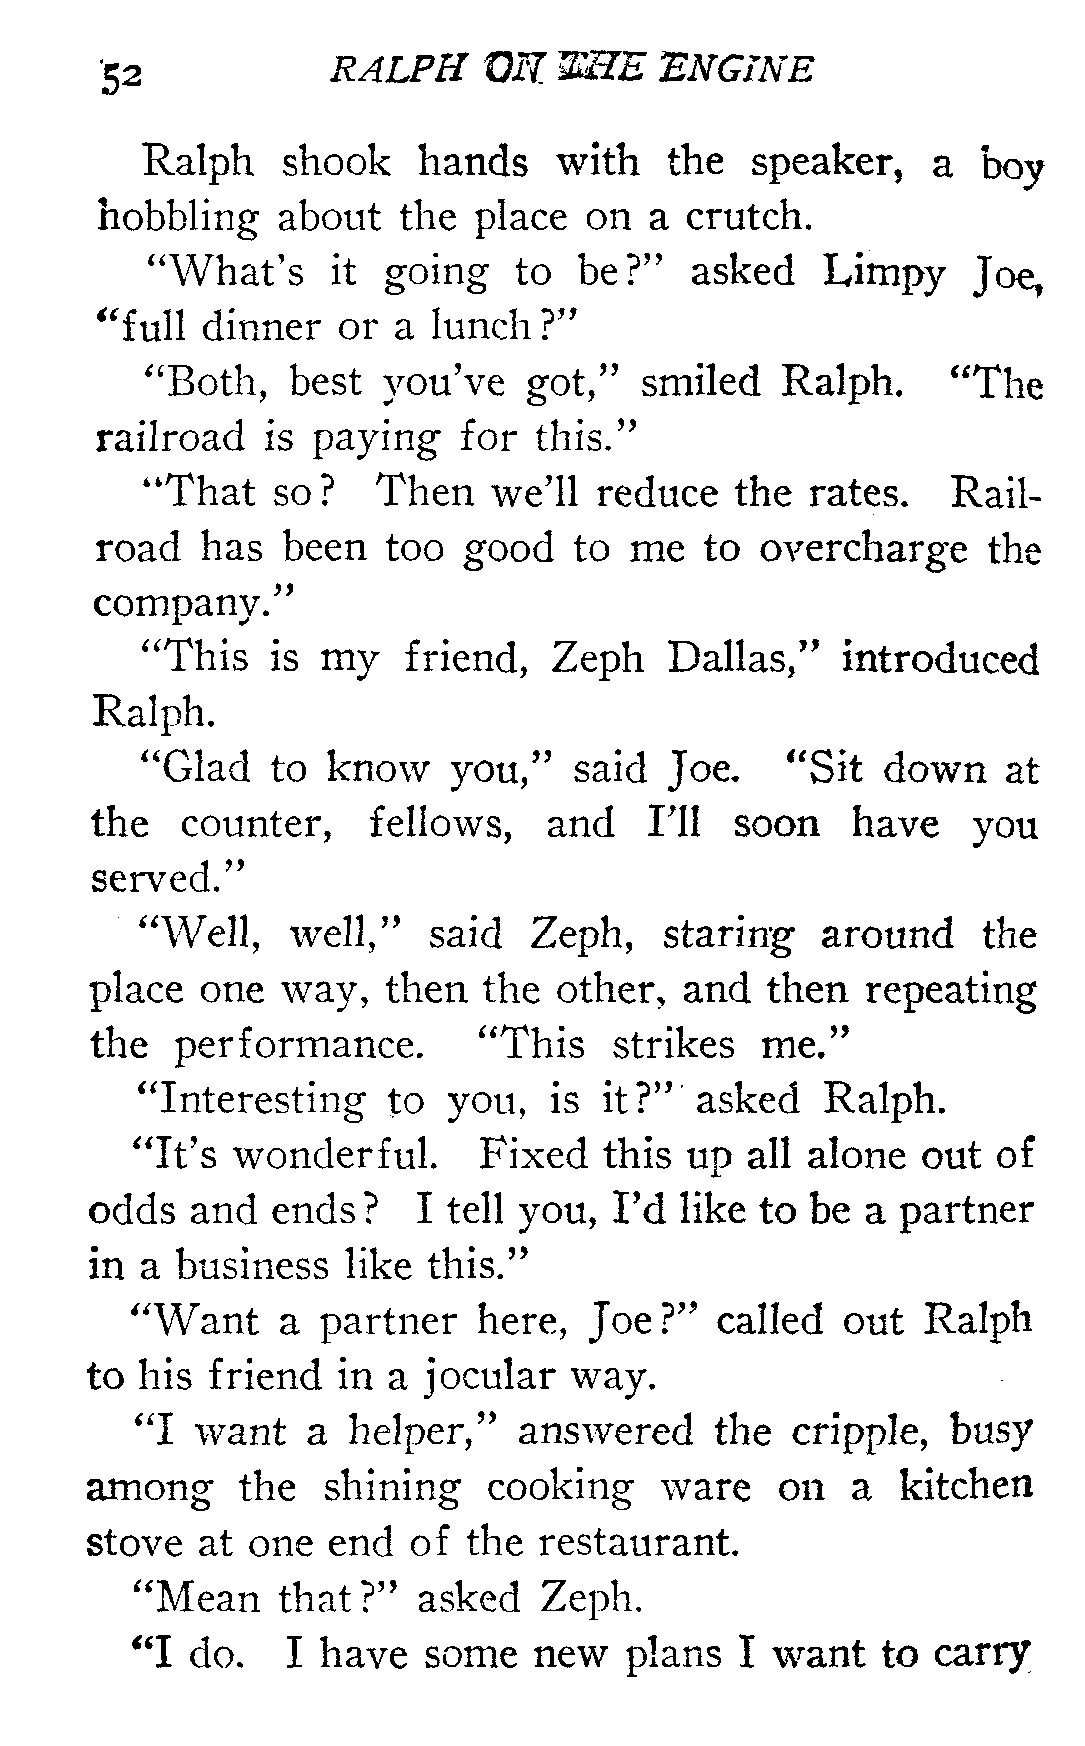 52 RALPH ON THE ENGINE
Ralph shook hands with the speaker, a boy
hobbling about the place on a crutch.
“What’s it going to be?” asked Limpy Joe,
“full dinner or a lunch?”
“Both, best you’ve got,” smiled Ralph. “The
railroad is paying for this.”
“That so? Then we’ll reduce the rates. Rail-
road has been too good to me to overcharge the
company.”
“This is my friend, Zeph Dallas,” introduced
Ralph.
“Glad to know you,” said Joe. “Sit down at
the counter, fellows, and I’ll soon have you
served.”
“Well, well,” said Zeph, staring around the
place one way, then the other, and then repeating
the performance. “This strikes me.”
“Interesting to you, is it?” asked Ralph.
“It’s wonderful. Fixed this up all alone out of
odds and ends? I tell you, I’d like to be a partner
in a business like this.”
“Want a partner here, Joe?” called out Ralph
to his friend in a jocular way.
“I want a helper,” answered the cripple, busy
among the shining cooking ware on a kitchen
stove at one end of the restaurant.
“Mean that?” asked Zeph.
“I do. I have some new plans I want to carry